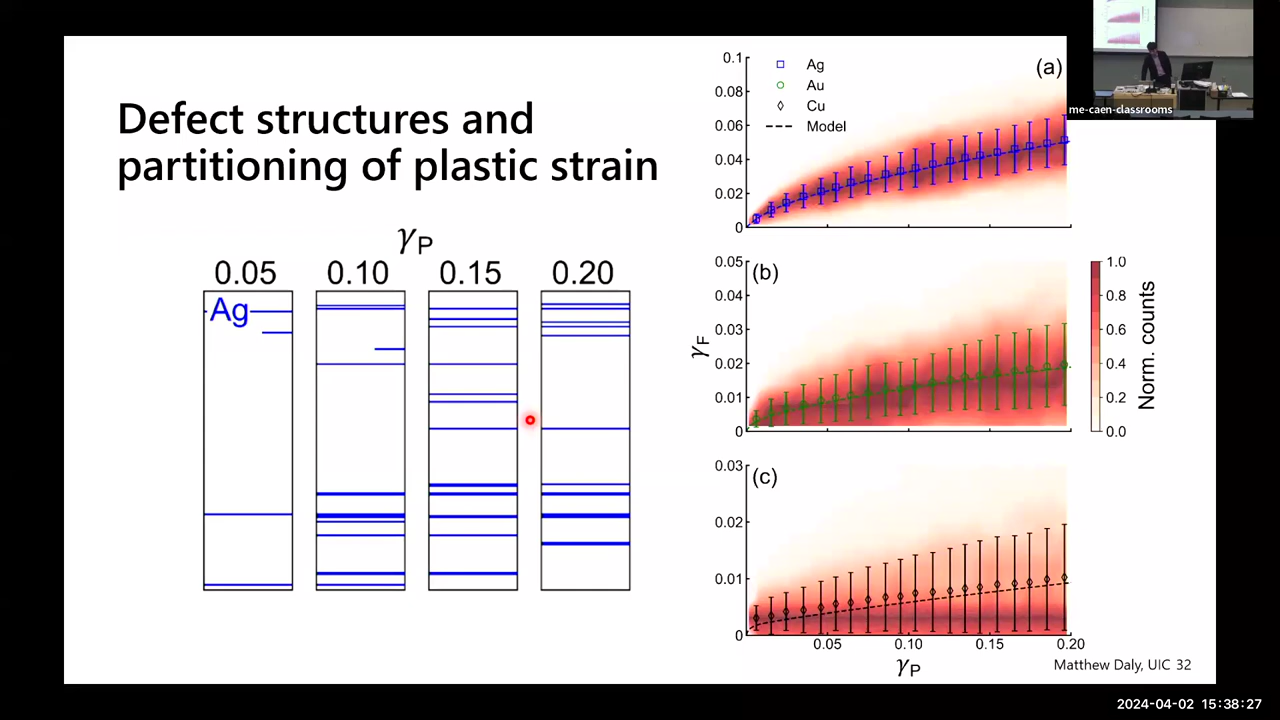 Defect structures and
partitioning of plastic strain
γP
0.05 0.10 0.15 0.20
Ag
0.1
0.08
0.06
0.04
0.02
0
Ag
Au
Cu
Model
(a)
0.05
0.04
0.03
0.02
0.01
0
(b)
γF
1.0
0.8
0.6
0.4
0.2
0.0
Norm. counts
0.03
0.02
0.01
0
(c)
0.05 0.10 0.15 0.20
γP
Matthew Daly, UIC 32
me-caen-classrooms
2024-04-02 15:38:27